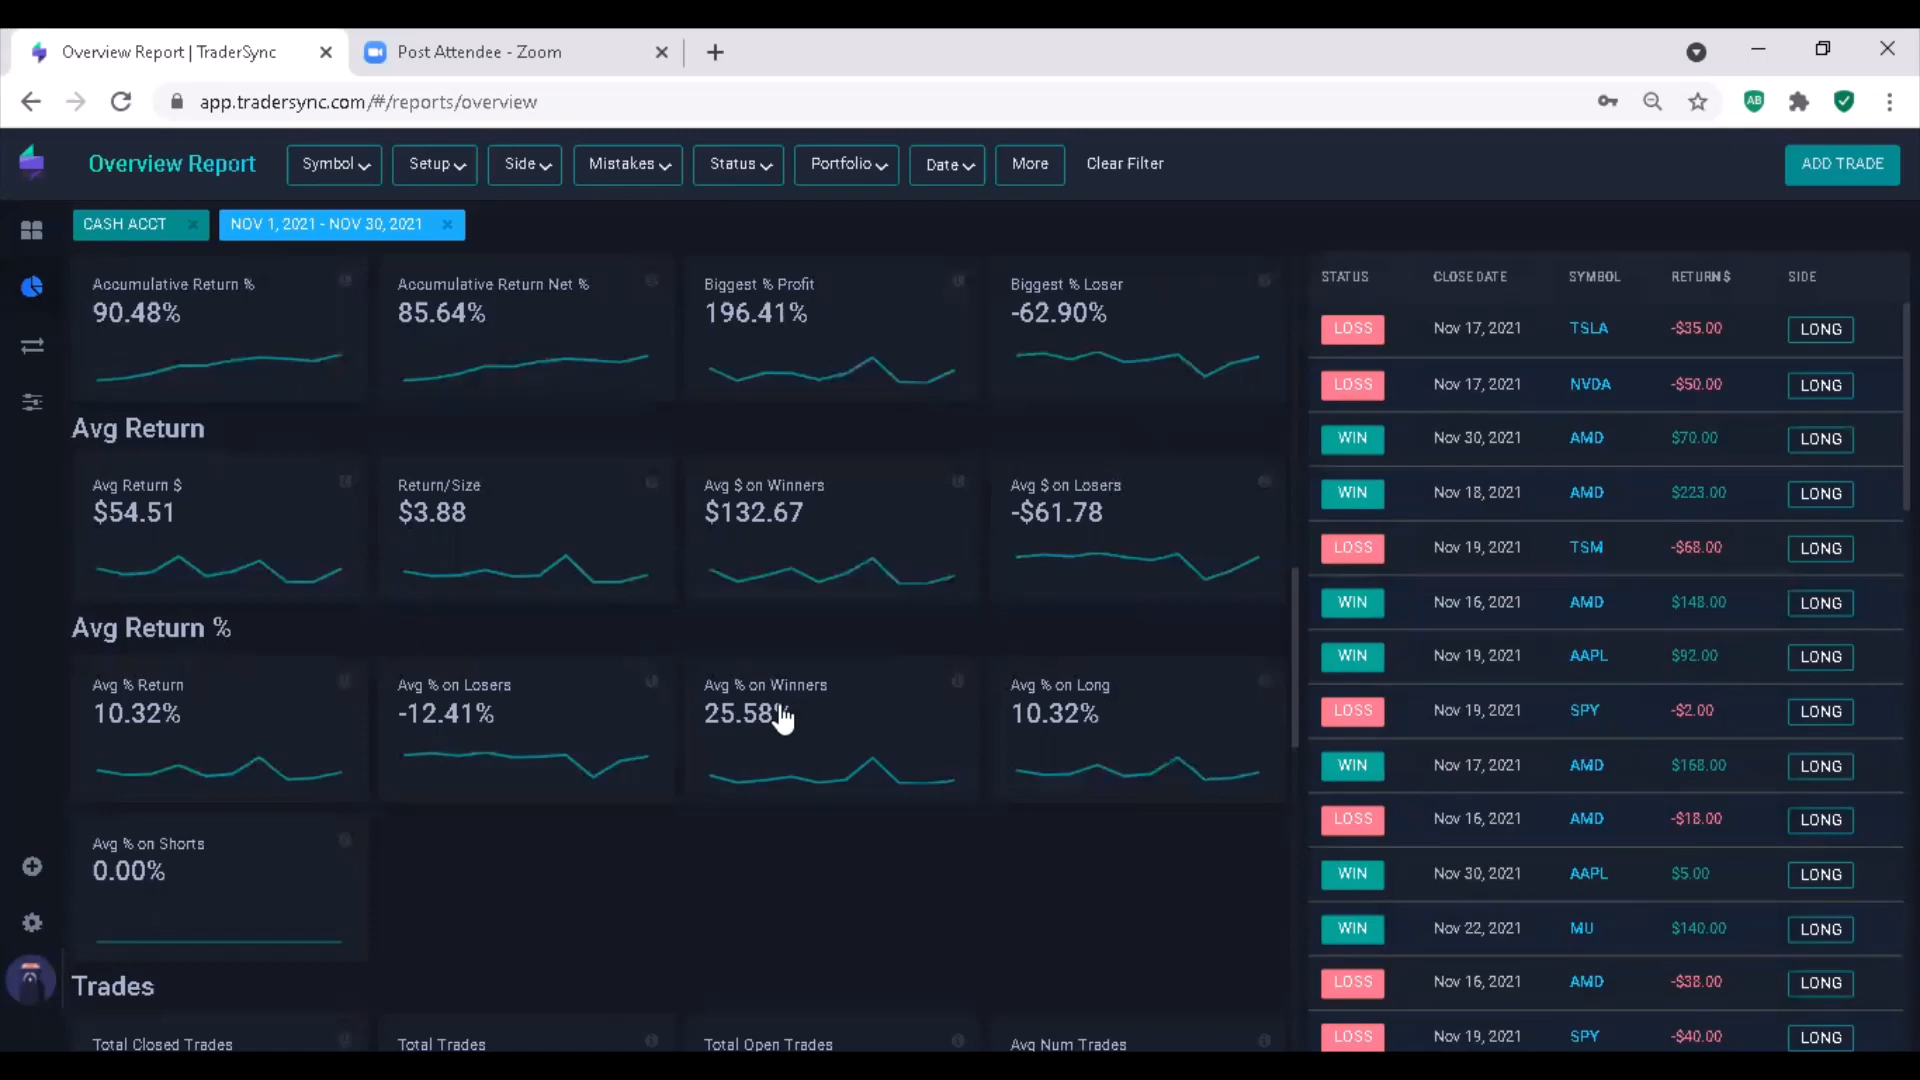 Overview Report | TraderSync
Post Attendee - Zoom
app.tradersync.com/#/reports/overview
AB
Overview Report
Symbol
Setup
Side
Mistakes
Status
Portfolio
Date
More
Clear Filter
ADD TRADE
CASH ACCT ×
NOV 1, 2021 - NOV 30, 2021 ×
Accumulative Return %
90.48%
Accumulative Return Net %
85.64%
Biggest % Profit
196.41%
Biggest % Loser
-62.90%
Avg Return
Avg Return $
$54.51
Return/Size
$3.88
Avg $ on Winners
$132.67
Avg $ on Losers
-$61.78
Avg Return %
Avg % Return
10.32%
Avg % on Losers
-12.41%
Avg % on Winners
25.58%
Avg % on Long
10.32%
Avg % on Shorts
0.00%
Trades
Total Closed Trades
Total Trades
Total Open Trades
Avg Num Trades
STATUS CLOSE DATE SYMBOL RETURN $ SIDE
LOSS Nov 17, 2021 TSLA -$35.00 LONG
LOSS Nov 17, 2021 NVDA -$50.00 LONG
WIN Nov 30, 2021 AMD $70.00 LONG
WIN Nov 18, 2021 AMD $223.00 LONG
LOSS Nov 19, 2021 TSM -$68.00 LONG
WIN Nov 16, 2021 AMD $148.00 LONG
WIN Nov 19, 2021 AAPL $92.00 LONG
LOSS Nov 19, 2021 SPY -$2.00 LONG
WIN Nov 17, 2021 AMD $168.00 LONG
LOSS Nov 16, 2021 AMD -$18.00 LONG
WIN Nov 30, 2021 AAPL $5.00 LONG
WIN Nov 22, 2021 MU $140.00 LONG
LOSS Nov 16, 2021 AMD -$38.00 LONG
LOSS Nov 19, 2021 SPY -$40.00 LONG